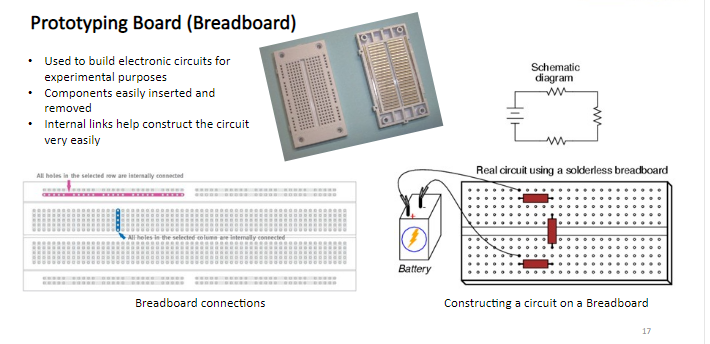 Prototyping Board (Breadboard)
• Used to build electronic circuits for
experimental purposes
• Components easily inserted and
removed
• Internal links help construct the circuit
very easily
Schematic
diagram
All holes in the selected row are internally connected
All holes in the selected column are internally connected
Breadboard connections
Real circuit using a solderless breadboard
+
-
Battery
Constructing a circuit on a Breadboard
17